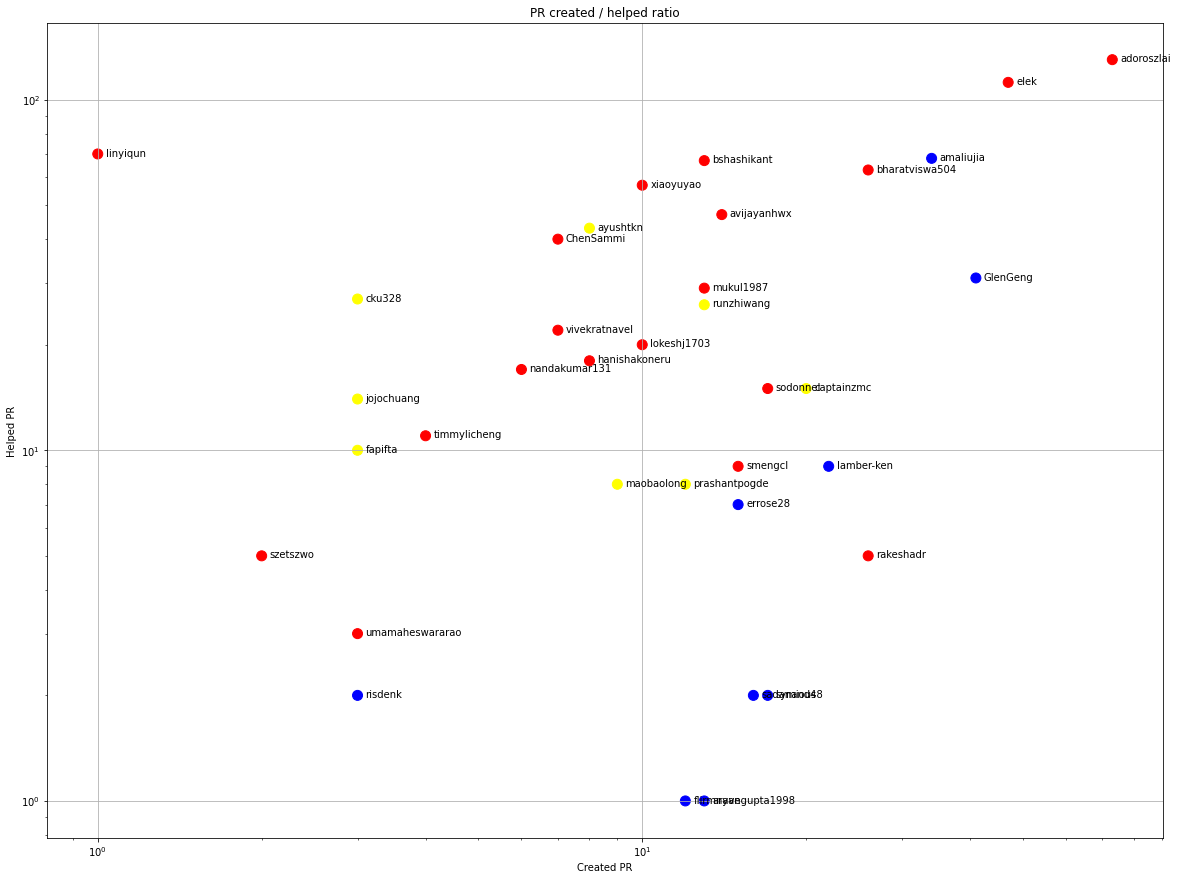 PR created / helped ratio
adoroszlai
elek
10²
linyiqun
amaliujia
bshashikant
bharatviswa504
xiaoyuyao
avijayanhwx
ayushtkn
ChenSammi
GlenGeng
mukul1987
cku328
runzhiwang
vivekratnavel
lokeshj1703
hanishakoneru
nandakumar131
captainzmc
jojochuang
timmylicheng
Helped PR
10¹
fapifta
smengcl
lamber-ken
maobaolong
prashantpogde
errose28
szetszwo
rakeshadr
umamaheswararao
risdenk
10⁰
aryangupta1998
10⁰
10¹
Created PR